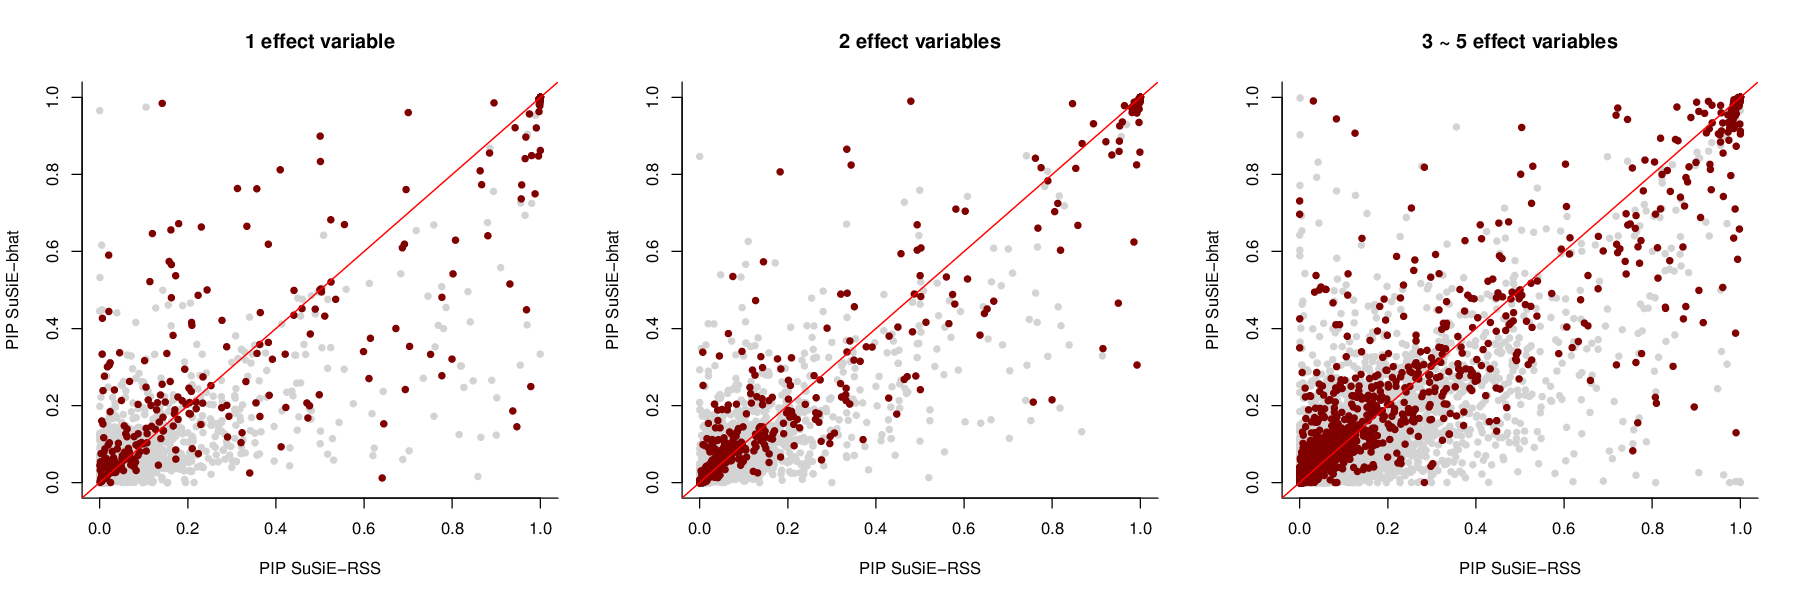 1 effect variable
PIP SuSiE−bhat
1.0
0.8
0.6
0.4
0.2
0.0
0.0 0.2 0.4 0.6 0.8 1.0
PIP SuSiE−RSS
2 effect variables
PIP SuSiE−bhat
1.0
0.8
0.6
0.4
0.2
0.0
0.0 0.2 0.4 0.6 0.8 1.0
PIP SuSiE−RSS
3 ~ 5 effect variables
PIP SuSiE−bhat
1.0
0.8
0.6
0.4
0.2
0.0
0.0 0.2 0.4 0.6 0.8 1.0
PIP SuSiE−RSS